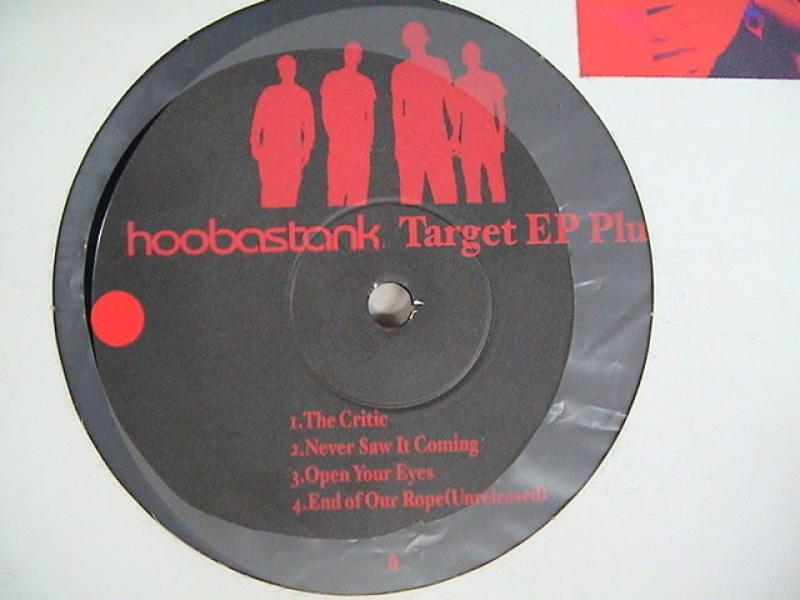 hoobastank Target EP Plu
1.The Critic
2.Never Saw It Coming
3.Open Your Eyes
4.End of Our Rope(Unreleased)
a